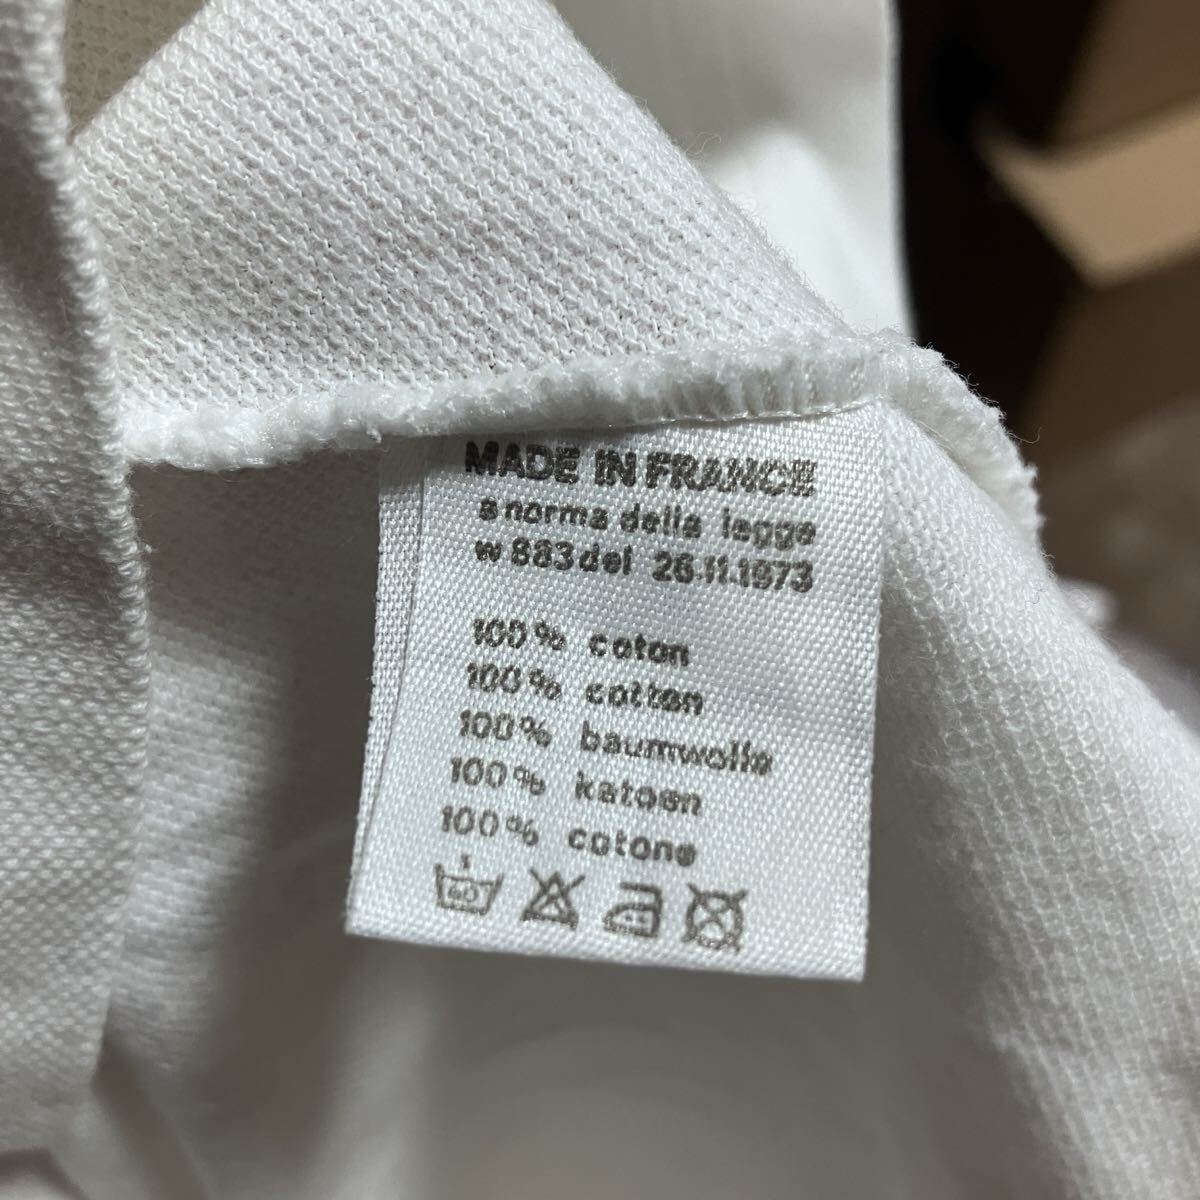 MADE IN FRANCE
a norma della legge
w 883 del 26.11.1973
100% coton
100% cotton
100% baumwolle
100% katoen
100% cotone
60